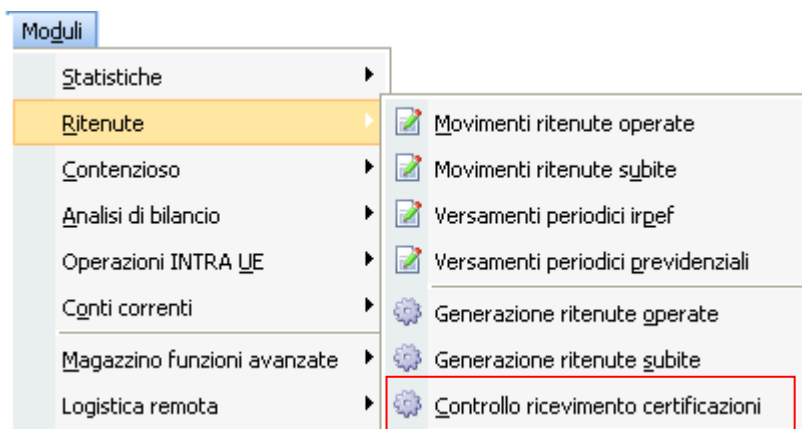 Moduli
Statistiche
Ritenute
Contenzioso
Analisi di bilancio
Operazioni INTRA UE
Conti correnti
Magazzino funzioni avanzate
Logistica remota
Movimenti ritenute operate
Movimenti ritenute subite
Versamenti periodici irpef
Versamenti periodici previdenziali
Generazione ritenute operate
Generazione ritenute subite
Controllo ricevimento certificazioni